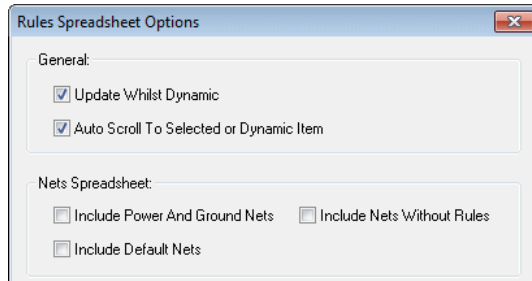 Rules Spreadsheet Options
General:
Update Whilst Dynamic
Auto Scroll To Selected or Dynamic Item
Nets Spreadsheet:
Include Power And Ground Nets Include Nets Without Rules
Include Default Nets